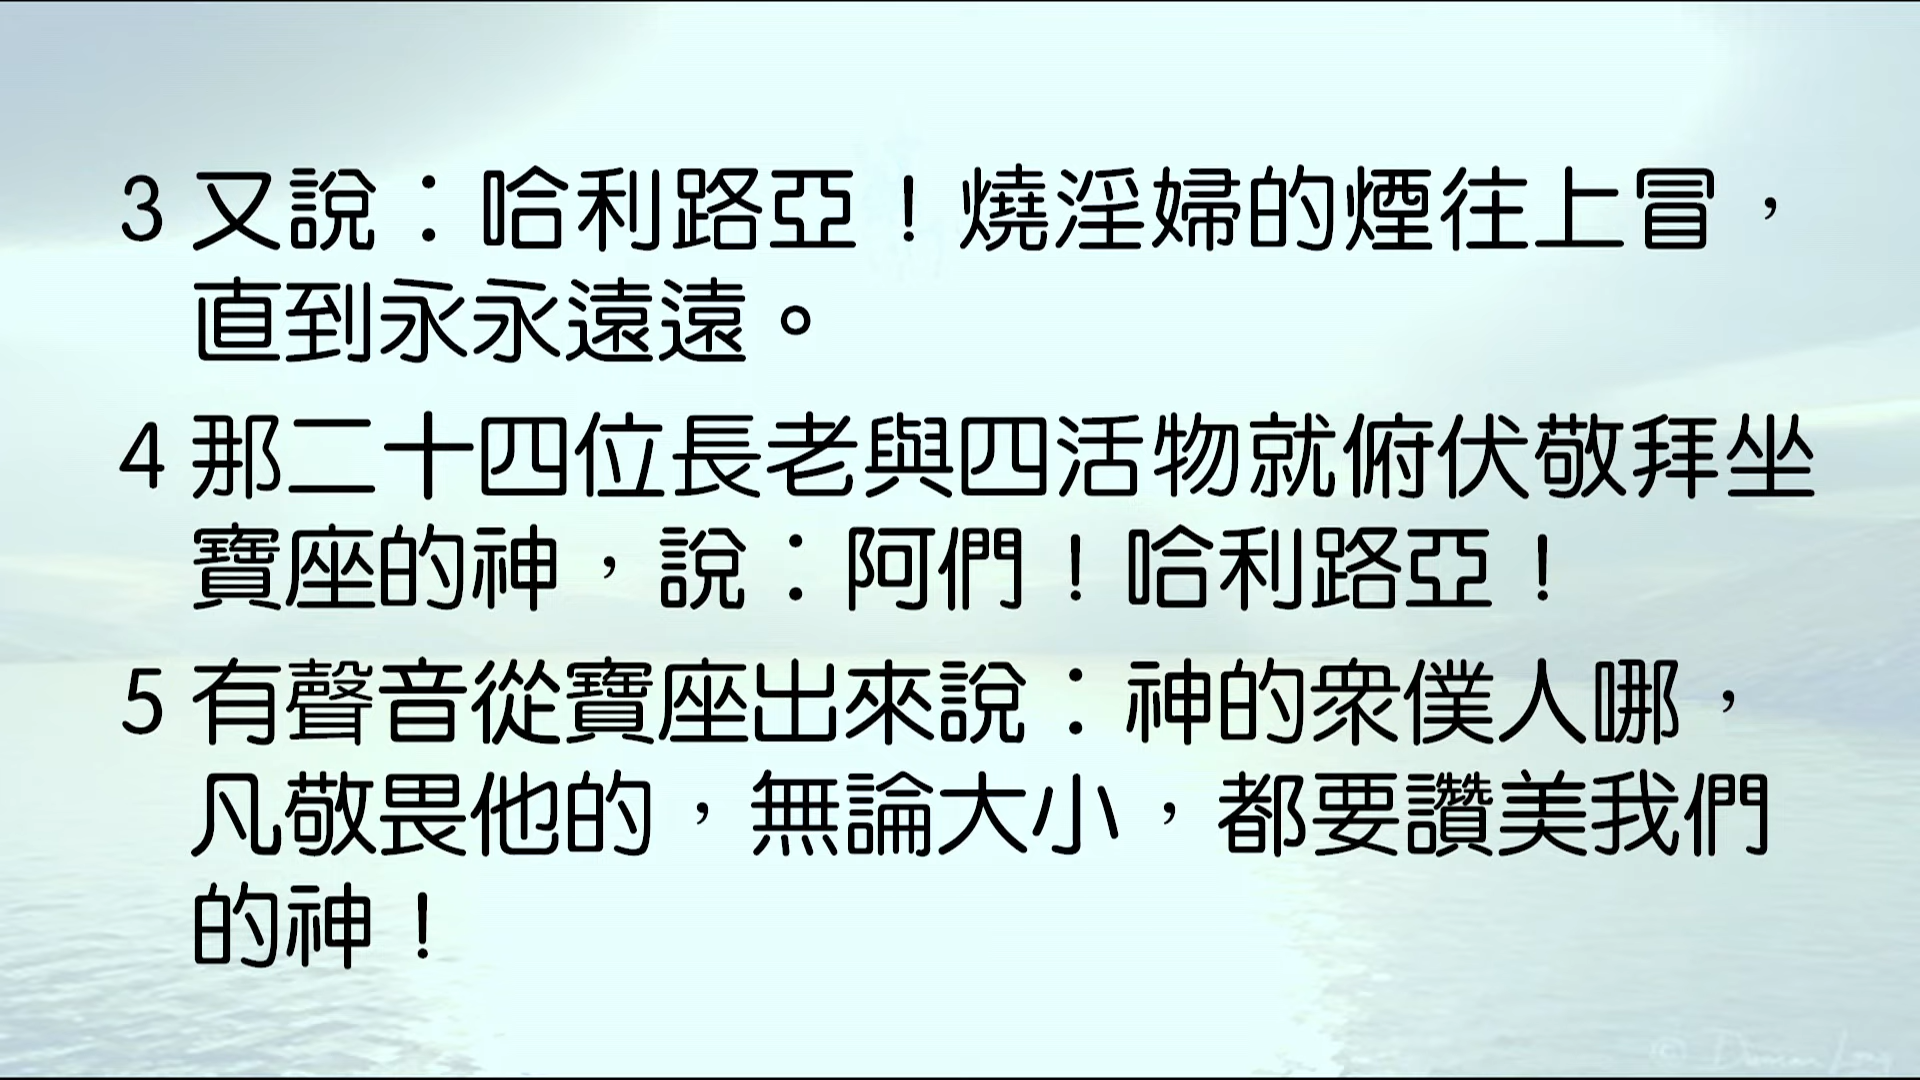 3 又說：哈利路亞！燒淫婦的煙往上冒，
直到永永遠遠。
4 那二十四位長老與四活物就俯伏敬拜坐
寶座的神，說：阿們！哈利路亞！
5 有聲音從寶座出來說：神的衆僕人哪，
凡敬畏他的，無論大小，都要讚美我們
的神！